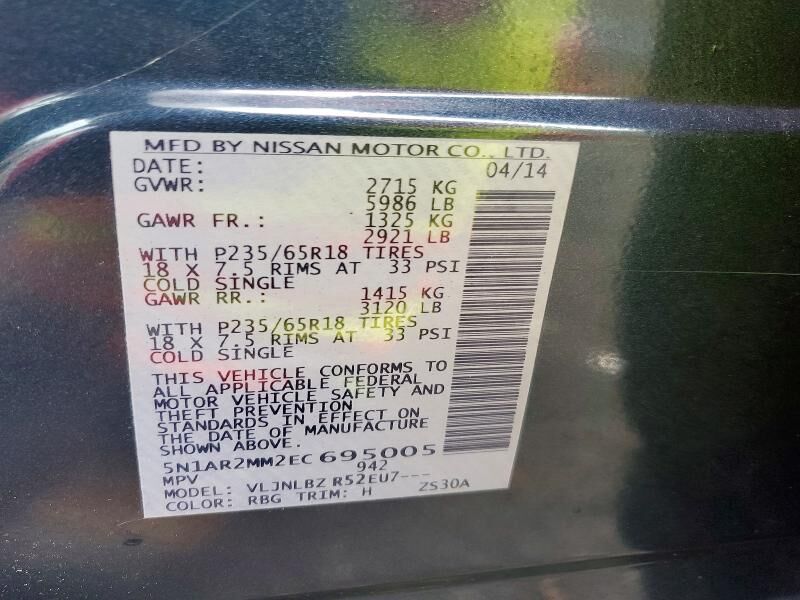 MFD BY NISSAN MOTOR CO., LTD.
DATE: 04/14
GVWR: 2715 KG
5986 LB
GAWR FR.: 1325 KG
2921 LB
WITH P235/65R18 TIRES
18 X 7.5 RIMS AT 33 PSI
COLD SINGLE
GAWR RR.: 1415 KG
3120 LB
WITH P235/65R18 TIRES
18 X 7.5 RIMS AT 33 PSI
COLD SINGLE
THIS VEHICLE CONFORMS TO
ALL APPLICABLE FEDERAL
MOTOR VEHICLE SAFETY AND
THEFT PREVENTION
STANDARDS IN EFFECT ON
THE DATE OF MANUFACTURE
SHOWN ABOVE.
5N1AR2MM2EC695005
MPV 942
MODEL: VLJNLBZ R52EU7--- ZS30A
COLOR: RBG TRIM: H